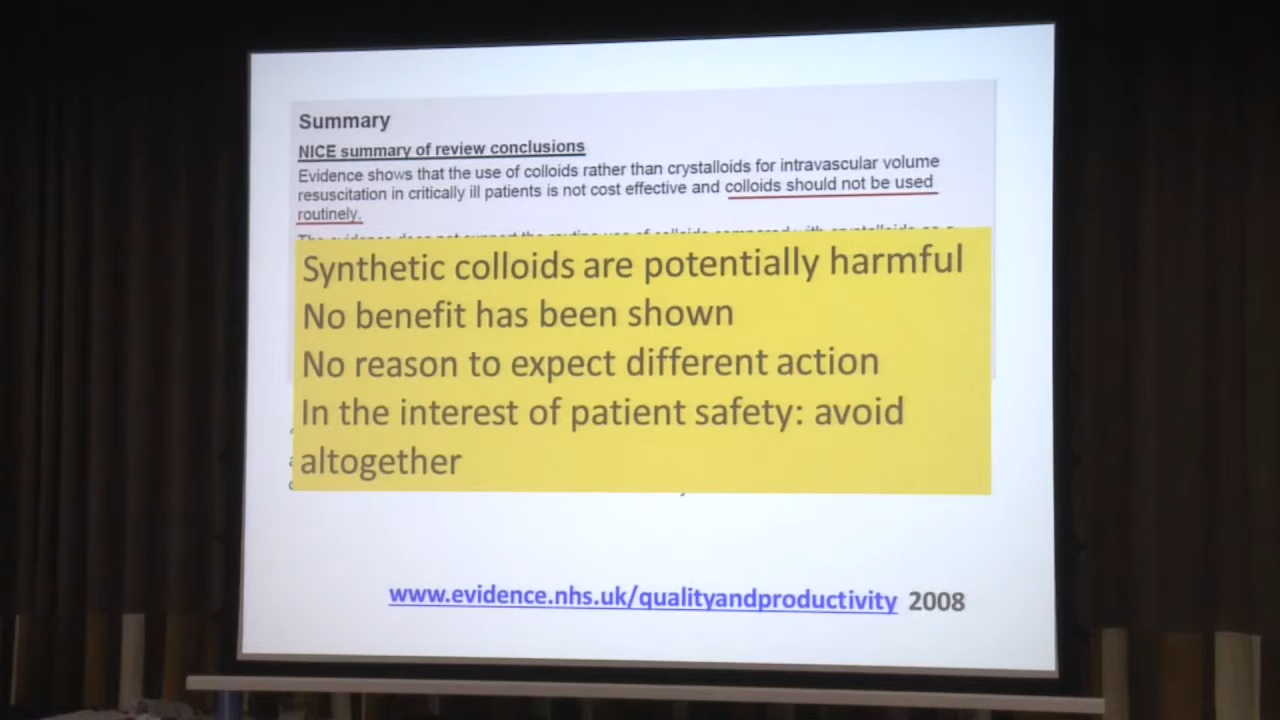 Summary
NICE summary of review conclusions
Evidence shows that the use of colloids rather than crystalloids for intravascular volume
resuscitation in critically ill patients is not cost effective and colloids should not be used
routinely.
Synthetic colloids are potentially harmful
No benefit has been shown
No reason to expect different action
In the interest of patient safety: avoid
altogether
www.evidence.nhs.uk/qualityandproductivity 2008